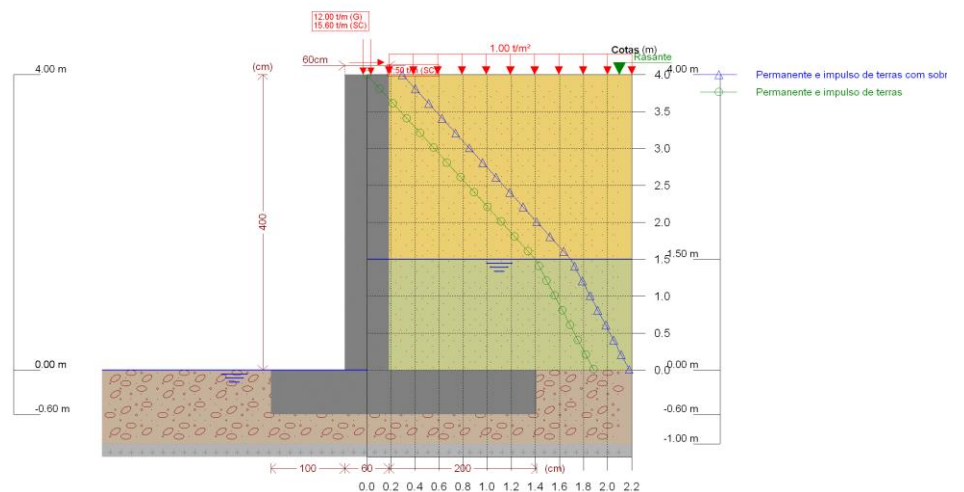 12.00 t/m (G)
15.60 t/m (SC)
1.00 t/m²
Cotas (m)
Rasante
60cm
(cm)
4.00 m
4.0
4.00 m
Permanente e impulso de terras com sobr
Permanente e impulso de terras
3.5
3.0
2.5
400
2.0
1.5
1.50 m
1.0
0.5
0.00 m
0.0
0.00 m
-0.60 m
-0.60 m
-1.00 m
100
60
200
(cm)
0.0 0.2 0.4 0.6 0.8 1.0 1.2 1.4 1.6 1.8 2.0 2.2